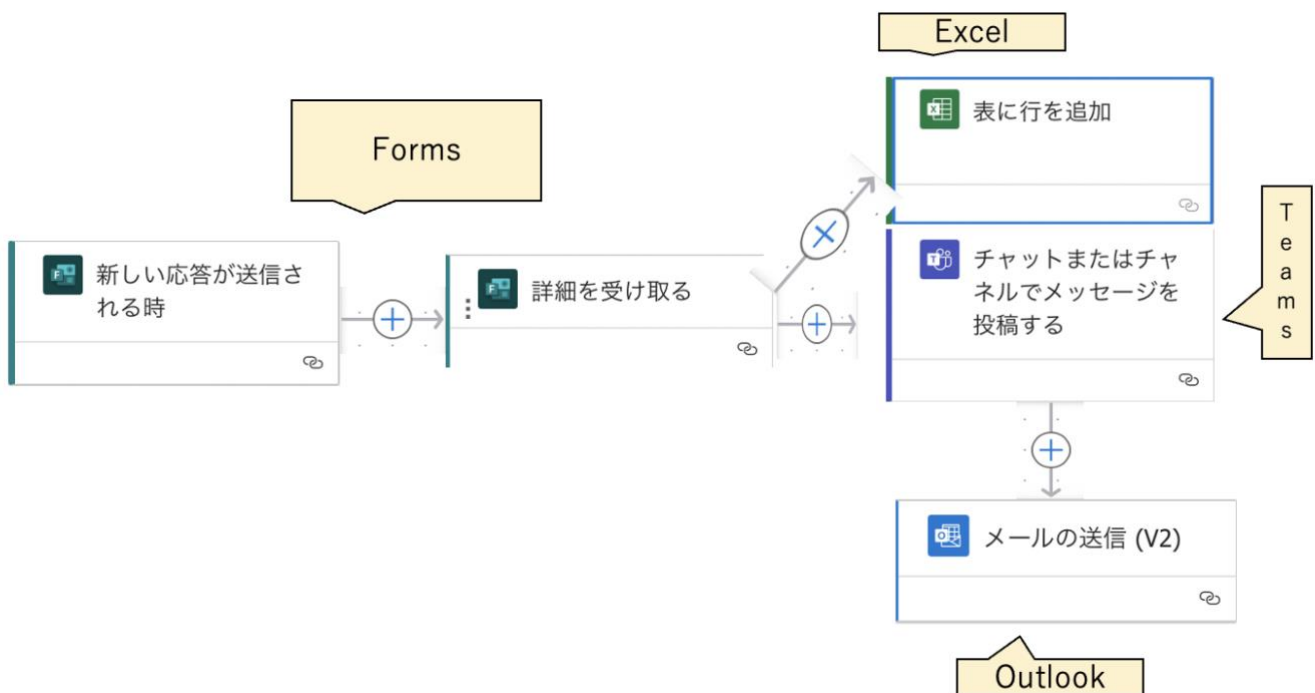 Excel
表に行を追加
Forms
新しい応答が送信さ
れる時
詳細を受け取る
チャットまたはチャ
ネルでメッセージを
投稿する
Teams
メールの送信 (V2)
Outlook